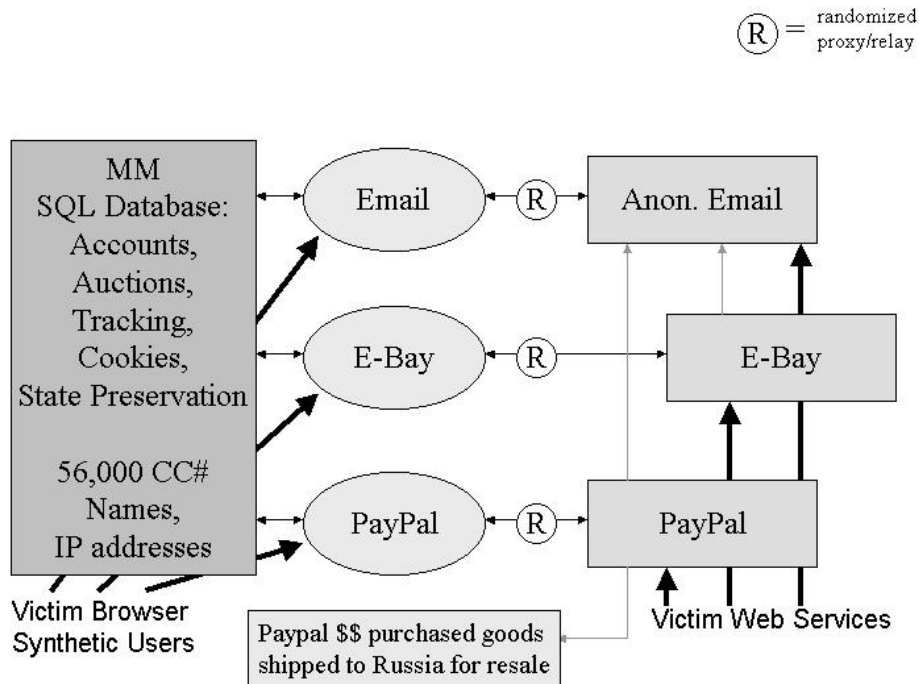 R = randomized
proxy/relay
MM
SQL Database:
Accounts,
Auctions,
Tracking,
Cookies,
State Preservation
56,000 CC#
Names,
IP addresses
Email
R
Anon. Email
E-Bay
R
E-Bay
PayPal
R
PayPal
Victim Browser
Synthetic Users
Victim Web Services
Paypal $$ purchased goods
shipped to Russia for resale